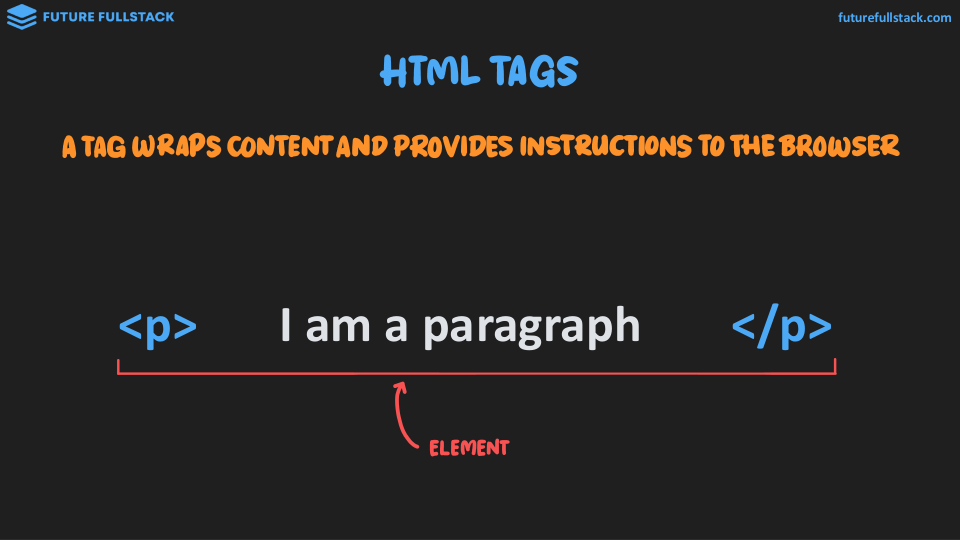 FUTURE FULLSTACK
futurefullstack.com
HTML TAGS
A TAG WRAPS CONTENT AND PROVIDES INSTRUCTIONS TO THE BROWSER
<p> I am a paragraph </p>
ELEMENT